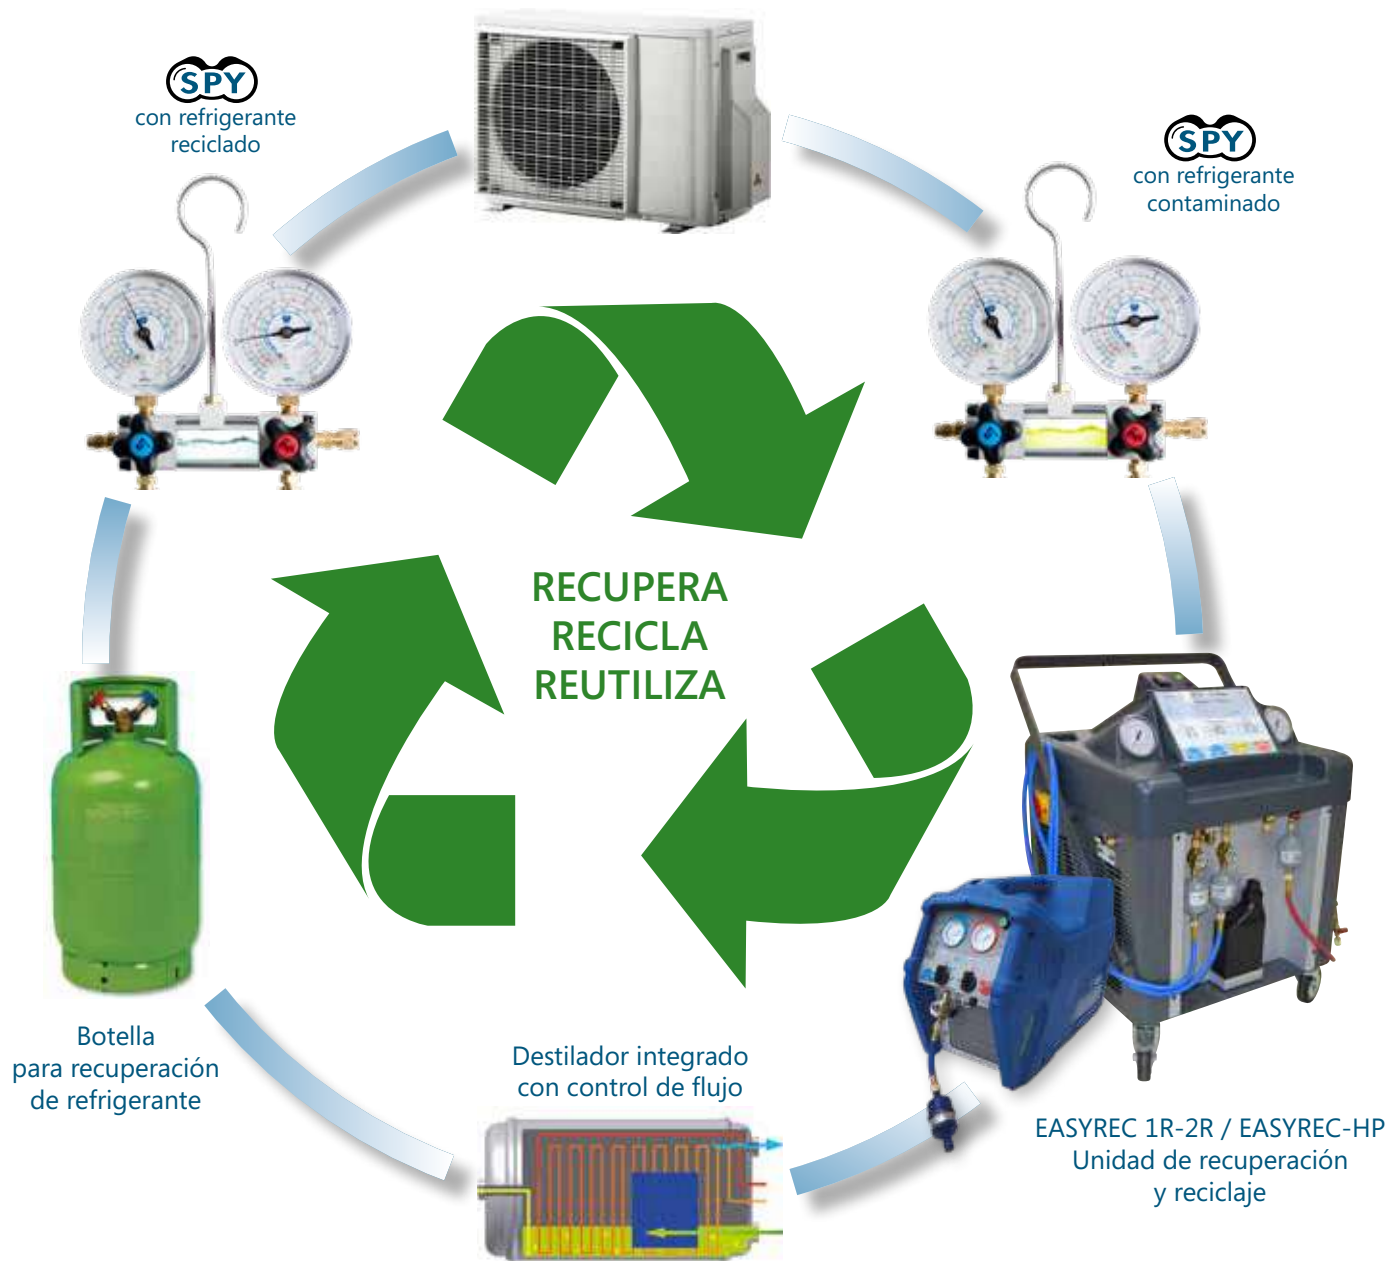 SPY
con refrigerante
reciclado
SPY
con refrigerante
contaminado
RECUPERA
RECICLA
REUTILIZA
Botella
para recuperación
de refrigerante
Destilador integrado
con control de flujo
EASYREC 1R-2R / EASYREC-HP
Unidad de recuperación
y reciclaje